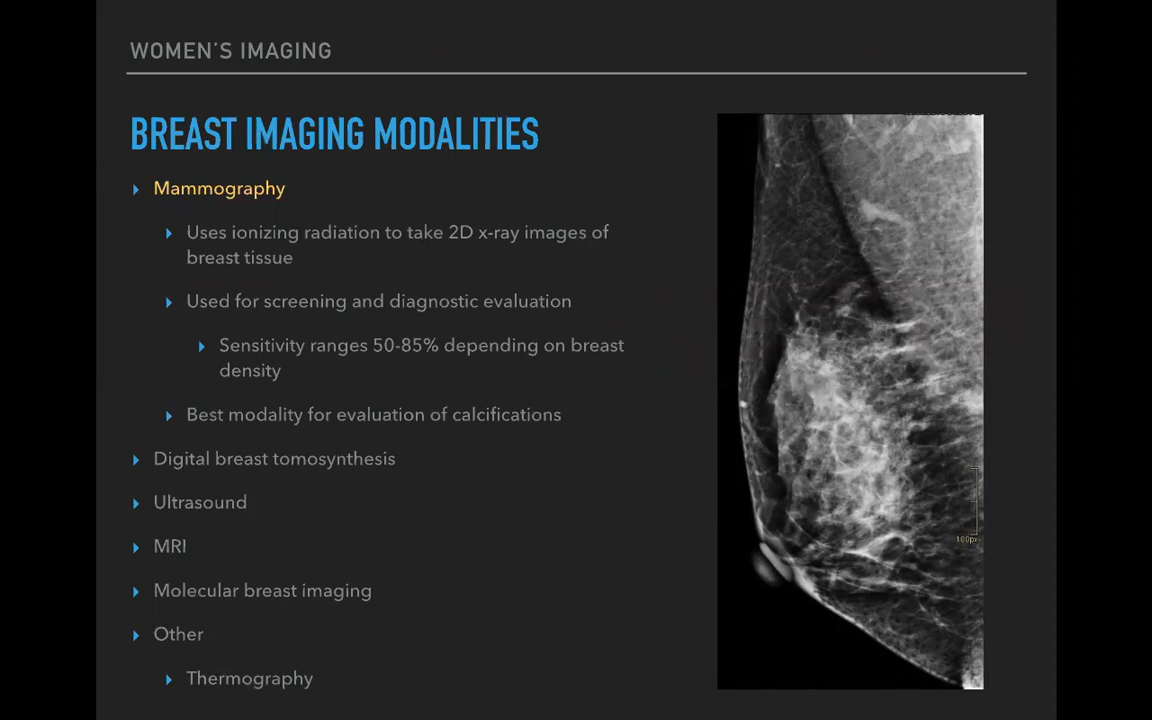 WOMEN'S IMAGING
BREAST IMAGING MODALITIES
Mammography
Uses ionizing radiation to take 2D x-ray images of
breast tissue
Used for screening and diagnostic evaluation
Sensitivity ranges 50-85% depending on breast
density
Best modality for evaluation of calcifications
Digital breast tomosynthesis
Ultrasound
MRI
Molecular breast imaging
Other
Thermography
100px